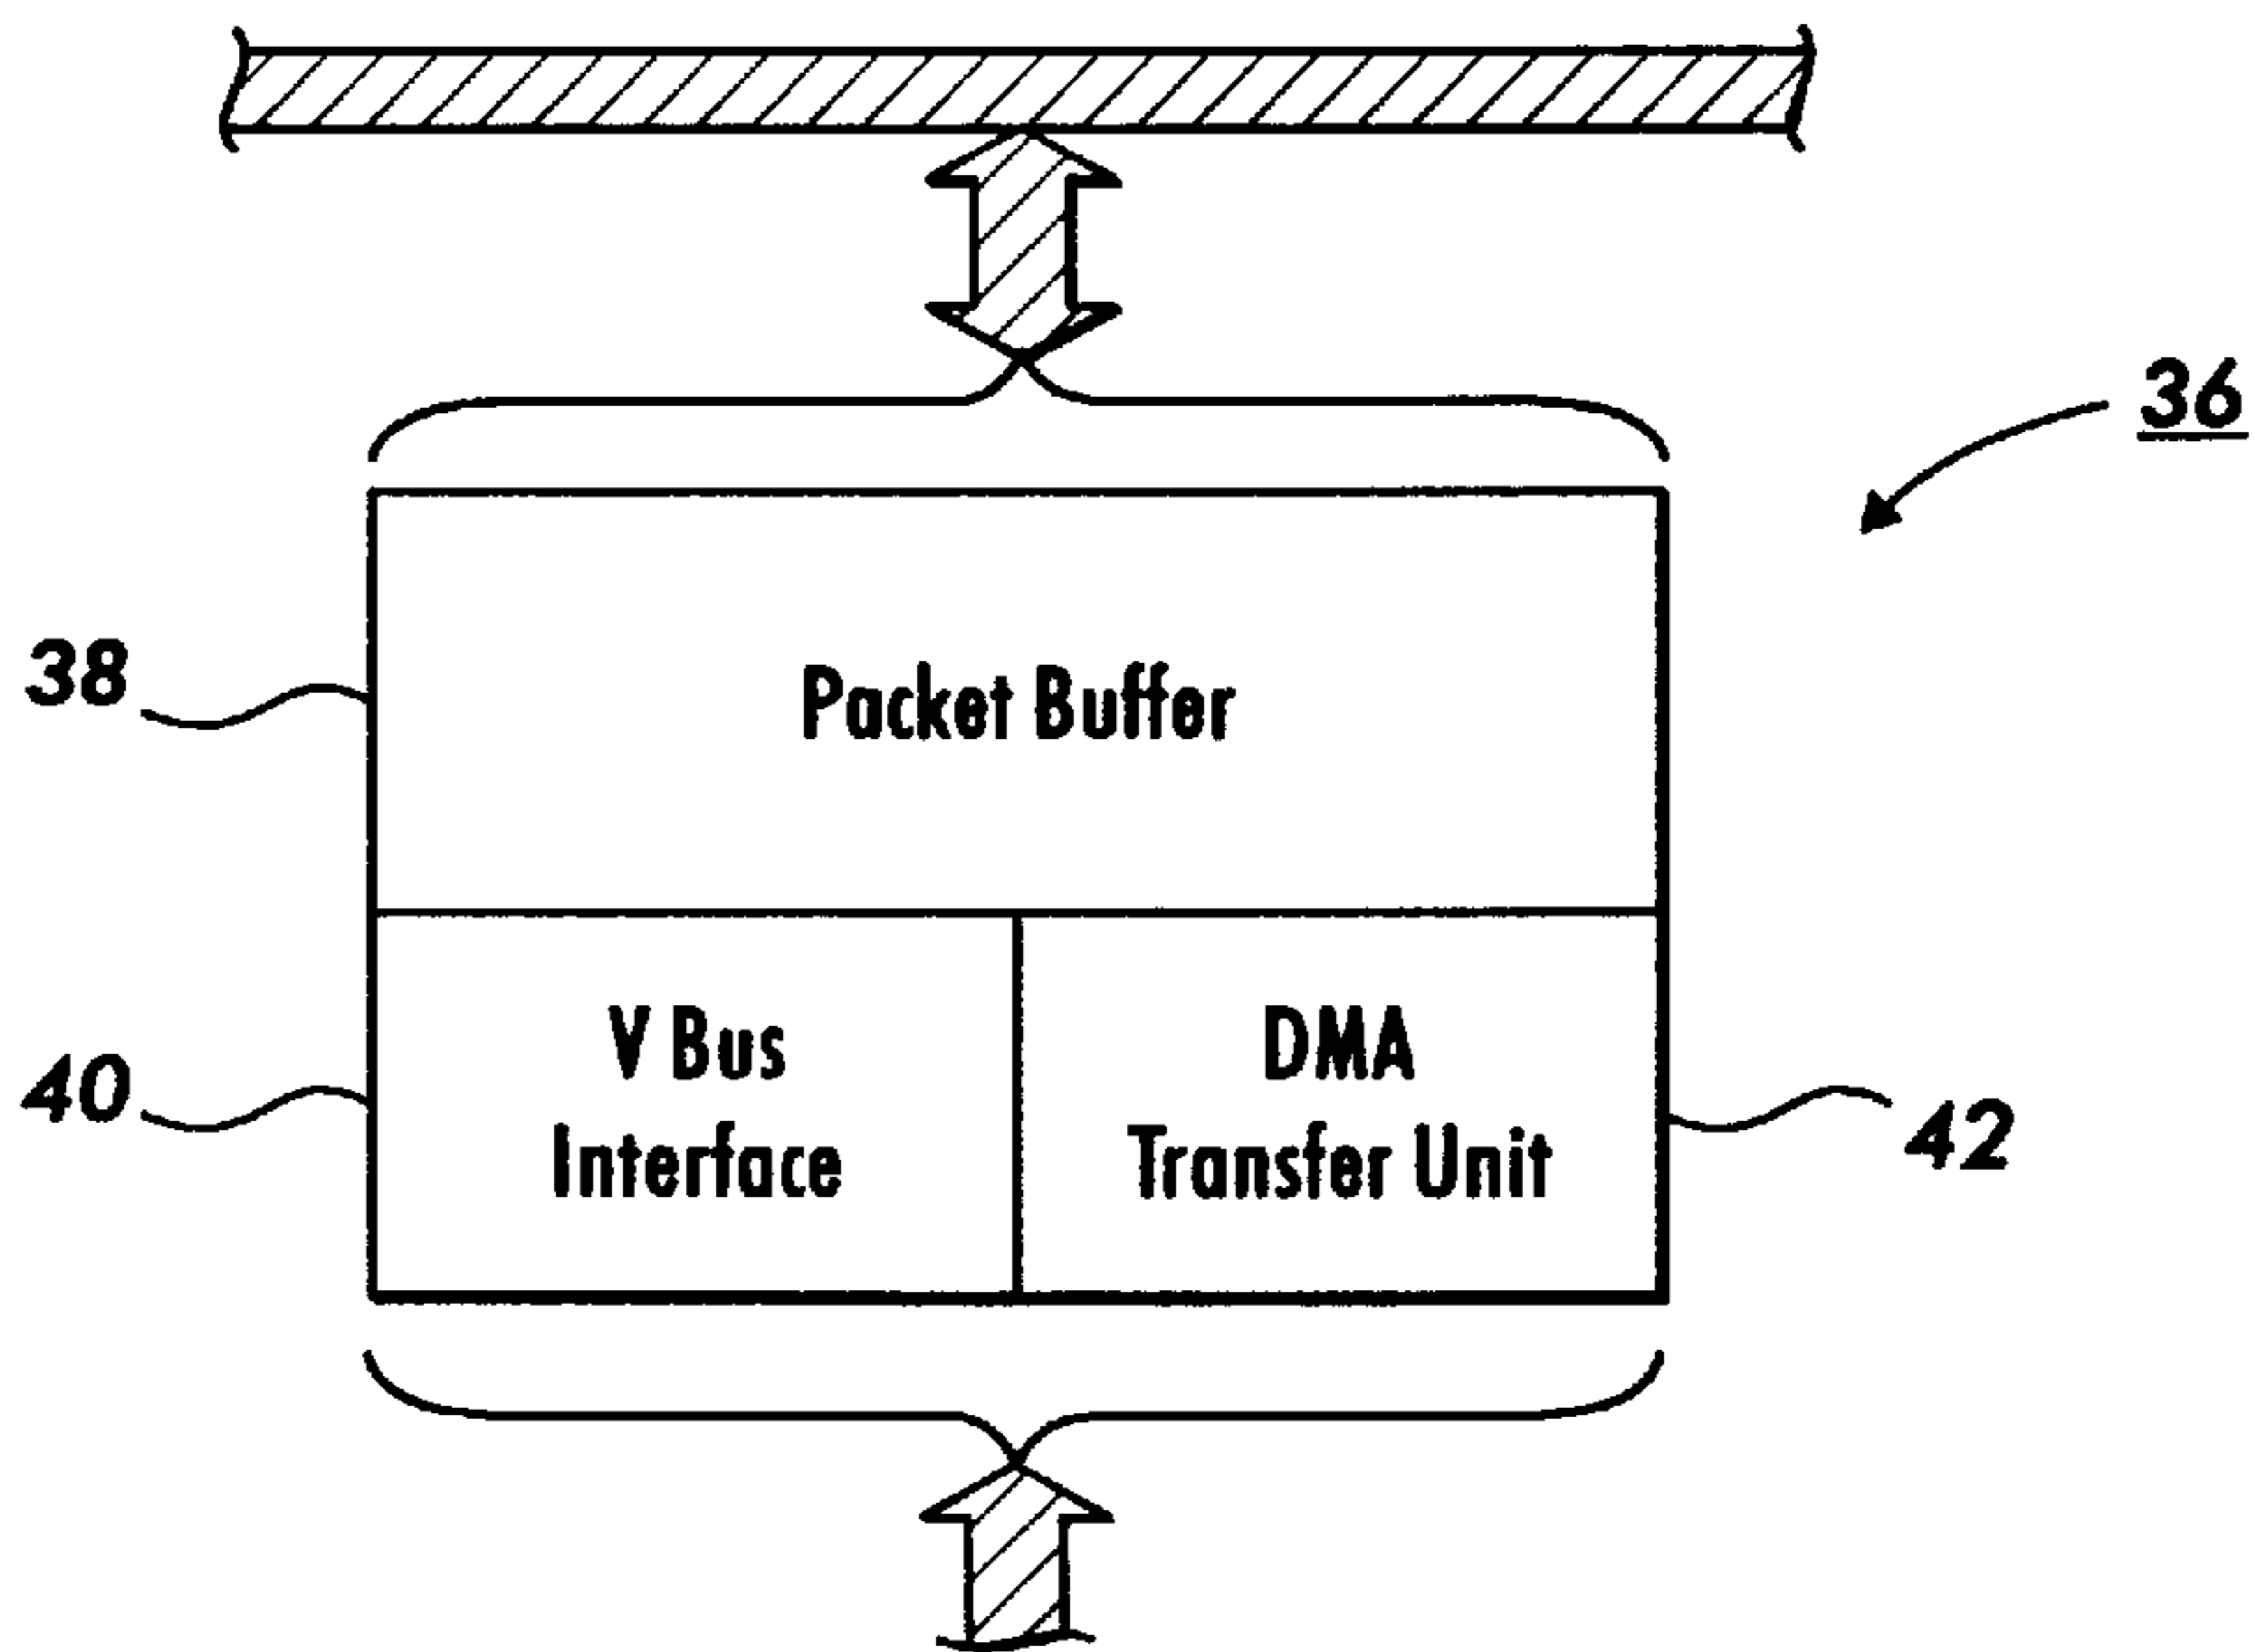 36
38
Packet Buffer
40
V Bus
Interface
DMA
Transfer Unit
42